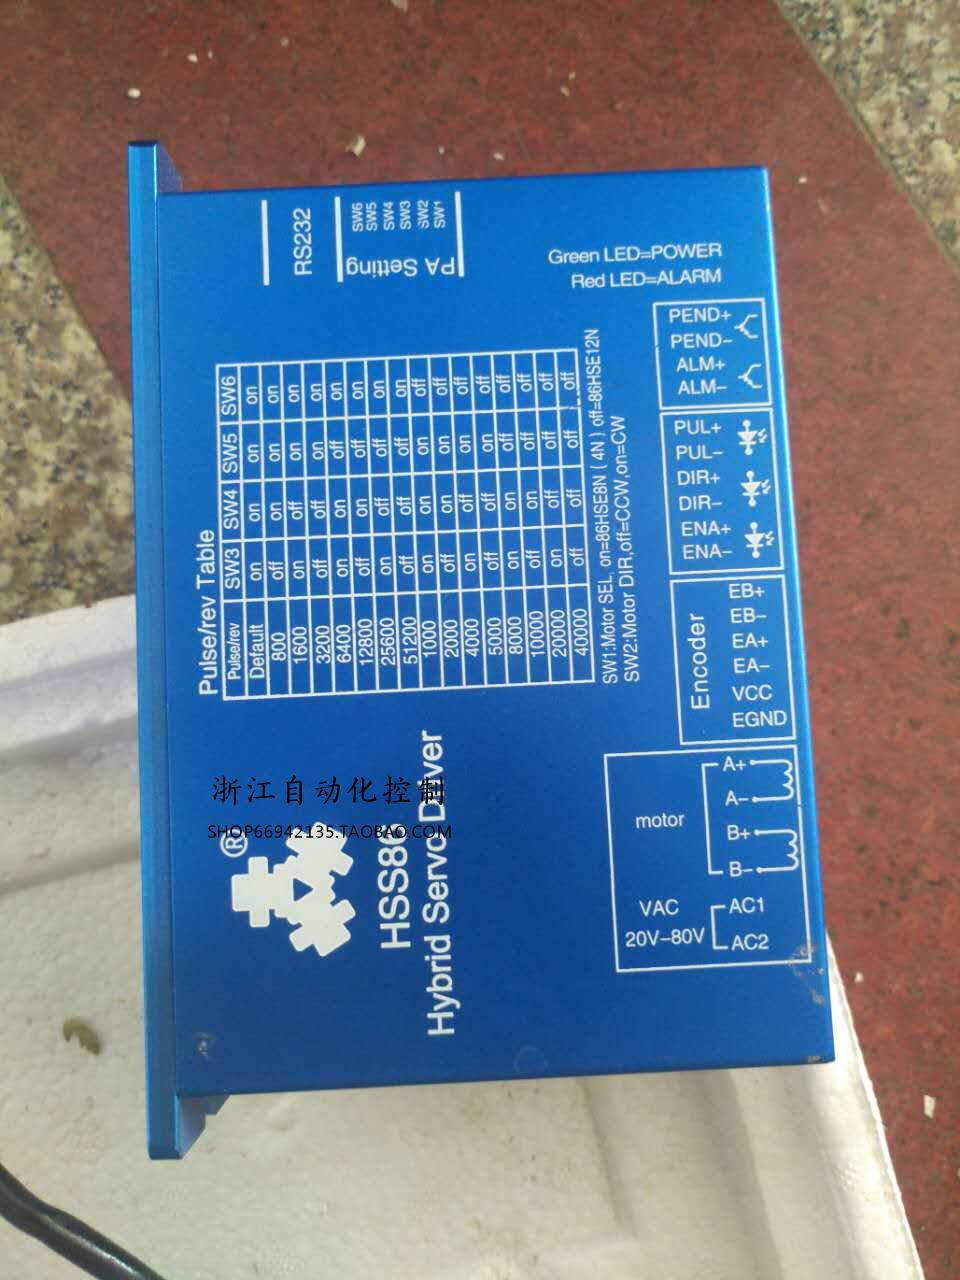 Pulse/rev Table
Pulse/rev SW3 SW4 SW5 SW6
Default on on on on
800 off on on on
1600 on off on on
3200 off off on on
6400 on on off on
12800 off on off on
25800 on off off on
51200 off off off on
1000 on on on off
2000 off on on off
4000 on off on off
5000 off off on off
8000 on on off off
10000 off on off off
20000 on off off off
40000 off off off off
SW1:Motor SEL, on=86HSE8N ( 4N ) off=86HSE12N
SW2:Motor DIR,off=CCW,on=CW
RS232
SW6
SW5
SW4
SW3
SW2
SW1
PA Setting
Green LED=POWER
Red LED=ALARM
PEND+
PEND-
ALM+
ALM-
PUL+
PUL-
DIR+
DIR-
ENA+
ENA-
Encoder
EB+
EB-
EA+
EA-
VCC
EGND
motor
A+
A-
B+
B-
VAC
20V-80V
AC1
AC2
浙江自动化控制
SHOP66942135.TAOBAO.COM
®
HSS86
Hybrid Servo Driver